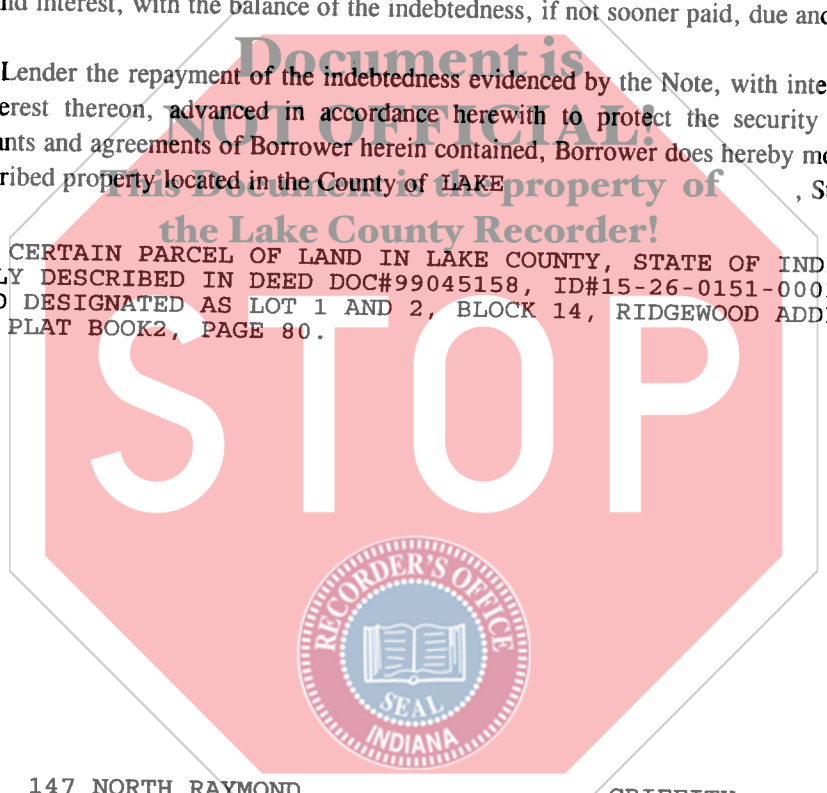 nd interest, with the balance of the indebtedness, if not sooner paid, due and
Document is
Lender the repayment of the indebtedness evidenced by the Note, with inte
erest thereon, advanced in accordance herewith to protect the security
NOT OFFICIAL!
ants and agreements of Borrower herein contained, Borrower does hereby mo
ribed property located in the County of LAKE , S
This Document is the property of
the Lake County Recorder!
CERTAIN PARCEL OF LAND IN LAKE COUNTY, STATE OF IND
LY DESCRIBED IN DEED DOC#99045158, ID#15-26-0151-000
D DESIGNATED AS LOT 1 AND 2, BLOCK 14, RIDGEWOOD ADD
PLAT BOOK2, PAGE 80.
STOP
RECORDER'S OFFICE
SEAL
INDIANA
147 NORTH RAYMOND GRIFFITH